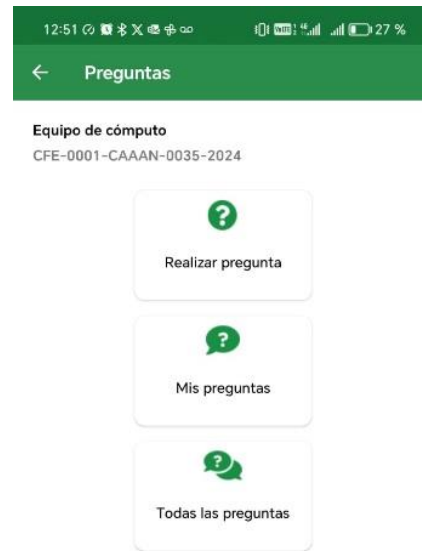 12:51 27 %
Preguntas
Equipo de cómputo
CFE-0001-CAAAN-0035-2024
Realizar pregunta
Mis preguntas
Todas las preguntas